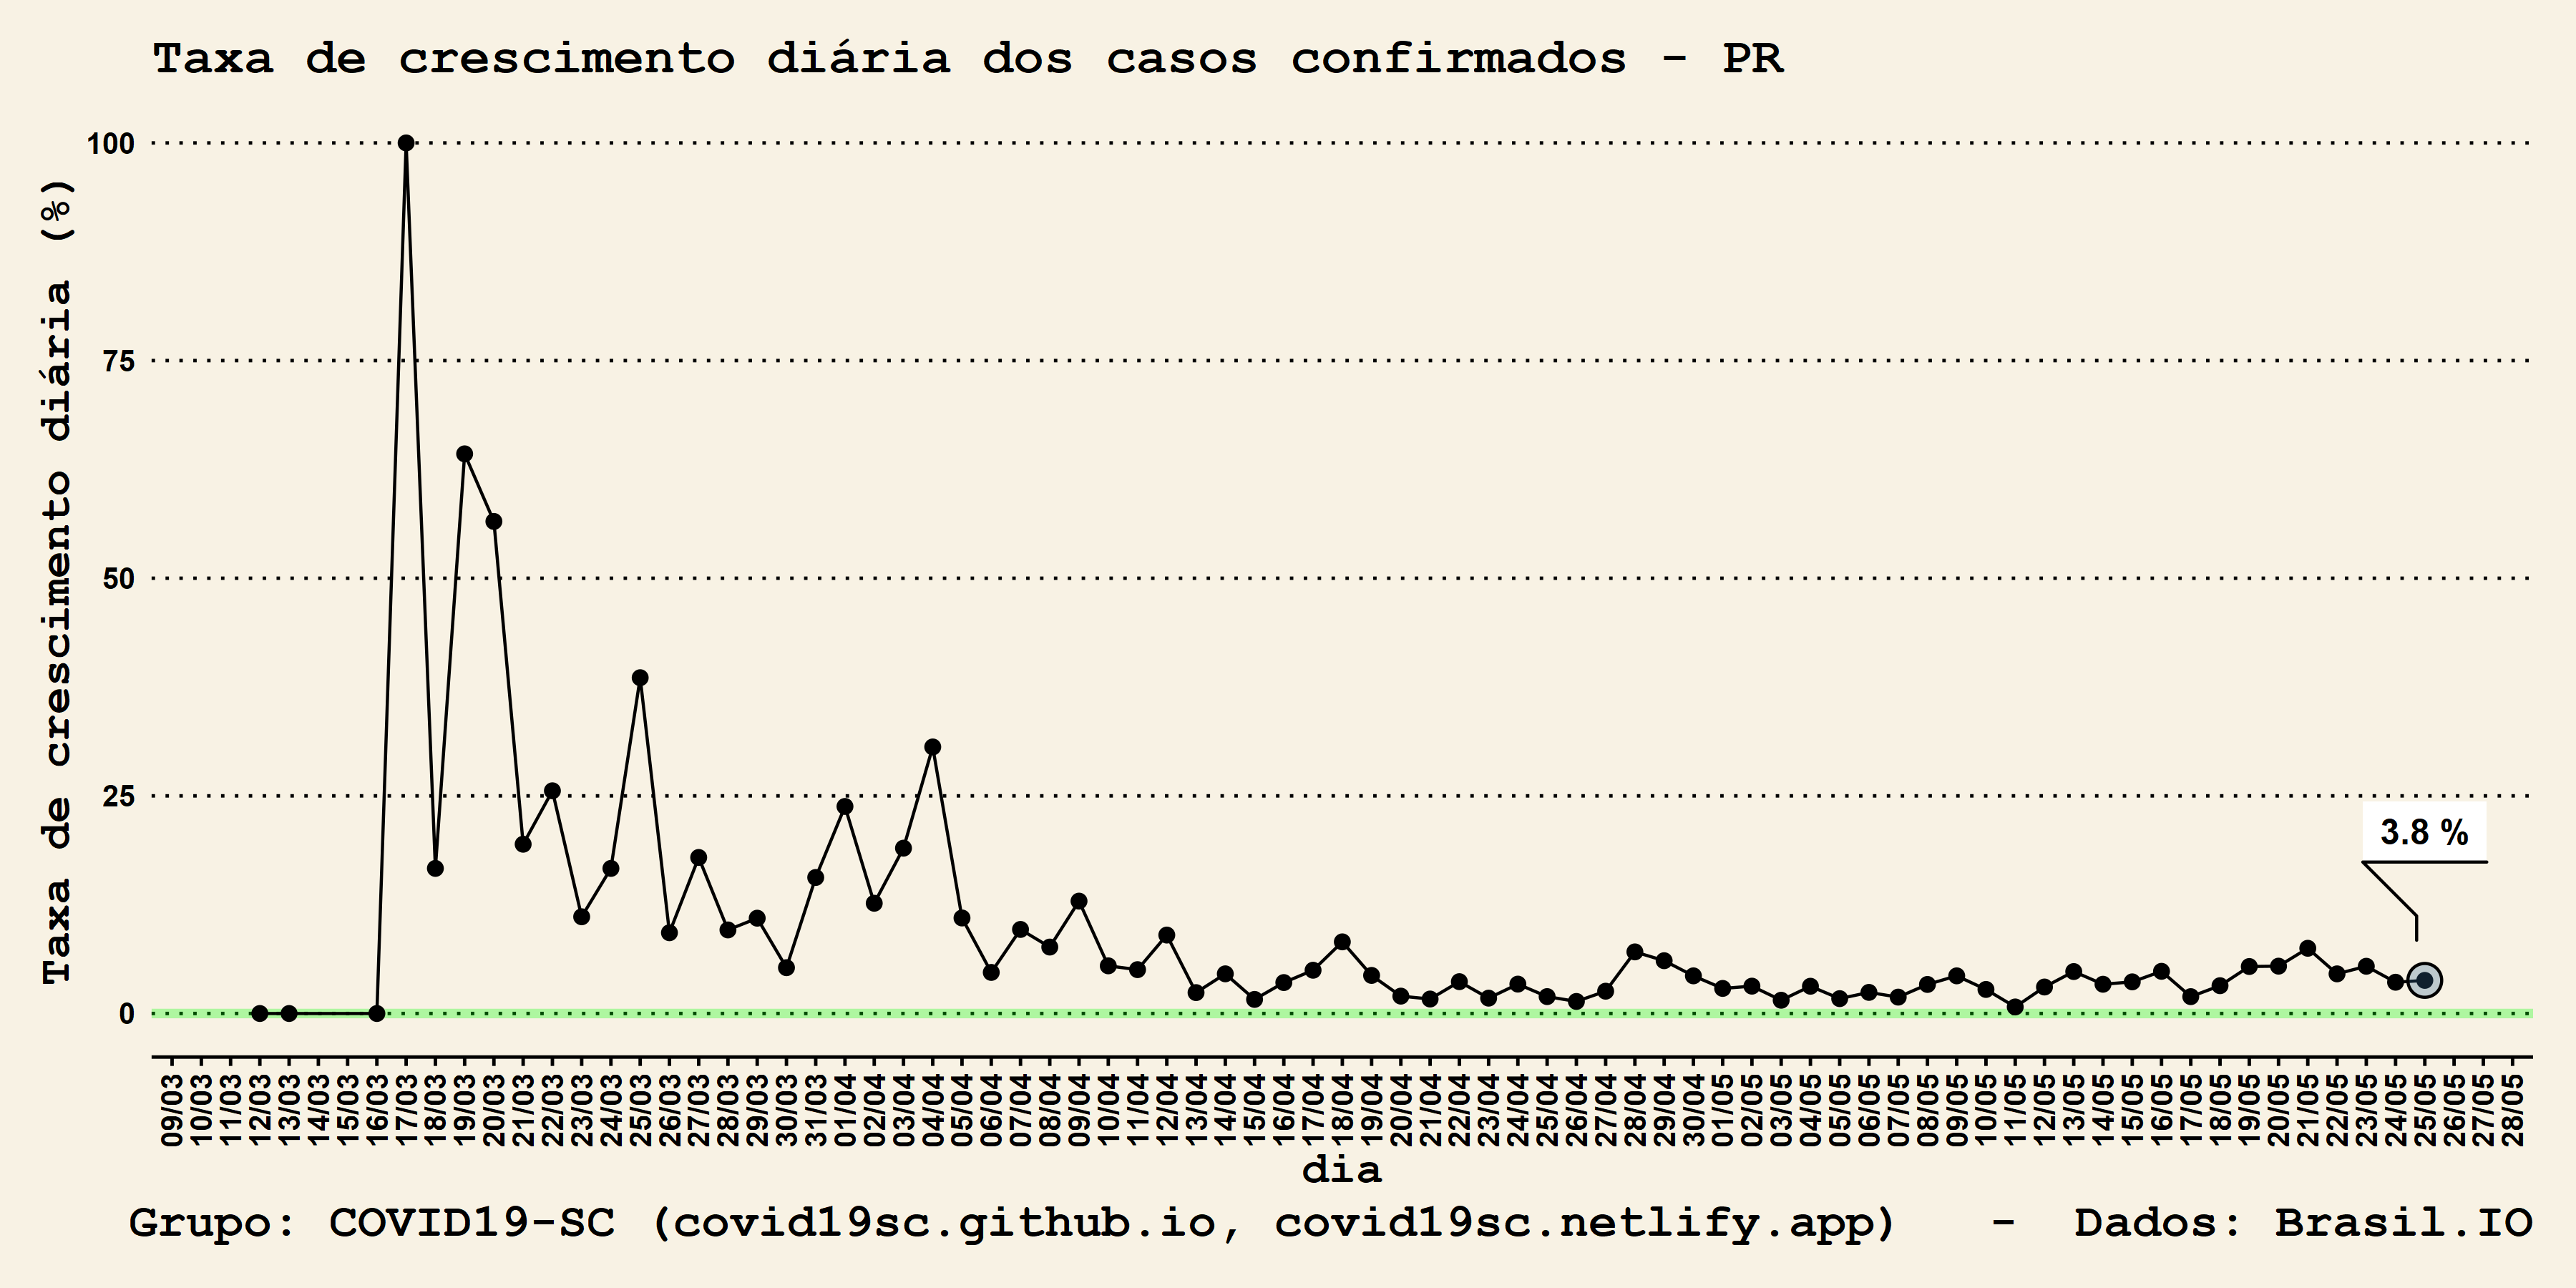 Taxa de crescimento diária dos casos confirmados - PR
Taxa de crescimento diária (%)
100
75
50
25
0
3.8 %
09/03 10/03 11/03 12/03 13/03 14/03 15/03 16/03 17/03 18/03 19/03 20/03 21/03 22/03 23/03 24/03 25/03 26/03 27/03 28/03 29/03 30/03 31/03 01/04 02/04 03/04 04/04 05/04 06/04 07/04 08/04 09/04 10/04 11/04 12/04 13/04 14/04 15/04 16/04 17/04 18/04 19/04 20/04 21/04 22/04 23/04 24/04 25/04 26/04 27/04 28/04 29/04 30/04 01/05 02/05 03/05 04/05 05/05 06/05 07/05 08/05 09/05 10/05 11/05 12/05 13/05 14/05 15/05 16/05 17/05 18/05 19/05 20/05 21/05 22/05 23/05 24/05 25/05 26/05 27/05 28/05
dia
Grupo: COVID19-SC (covid19sc.github.io, covid19sc.netlify.app) - Dados: Brasil.IO